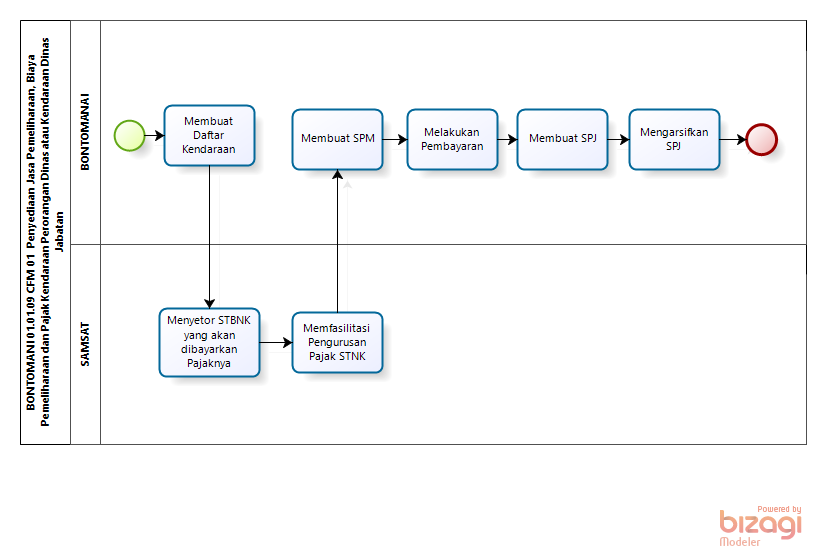 BONTOMANI 01.01.09 CFM 01 Penyediaan Jasa Pemeliharaan, Biaya
Pemeliharaan dan Pajak Kendaraan Perorangan Dinas atau Kendaraan Dinas
Jabatan
BONTOMANAI
Membuat
Daftar
Kendaraan
Membuat SPM
Melakukan
Pembayaran
Membuat SPJ
Mengarsifkan
SPJ
SAMSAT
Menyetor STBNK
yang akan
dibayarkan
Pajaknya
Memfasilitasi
Pengurusan
Pajak STNK
Powered by
bizagi
Modeler